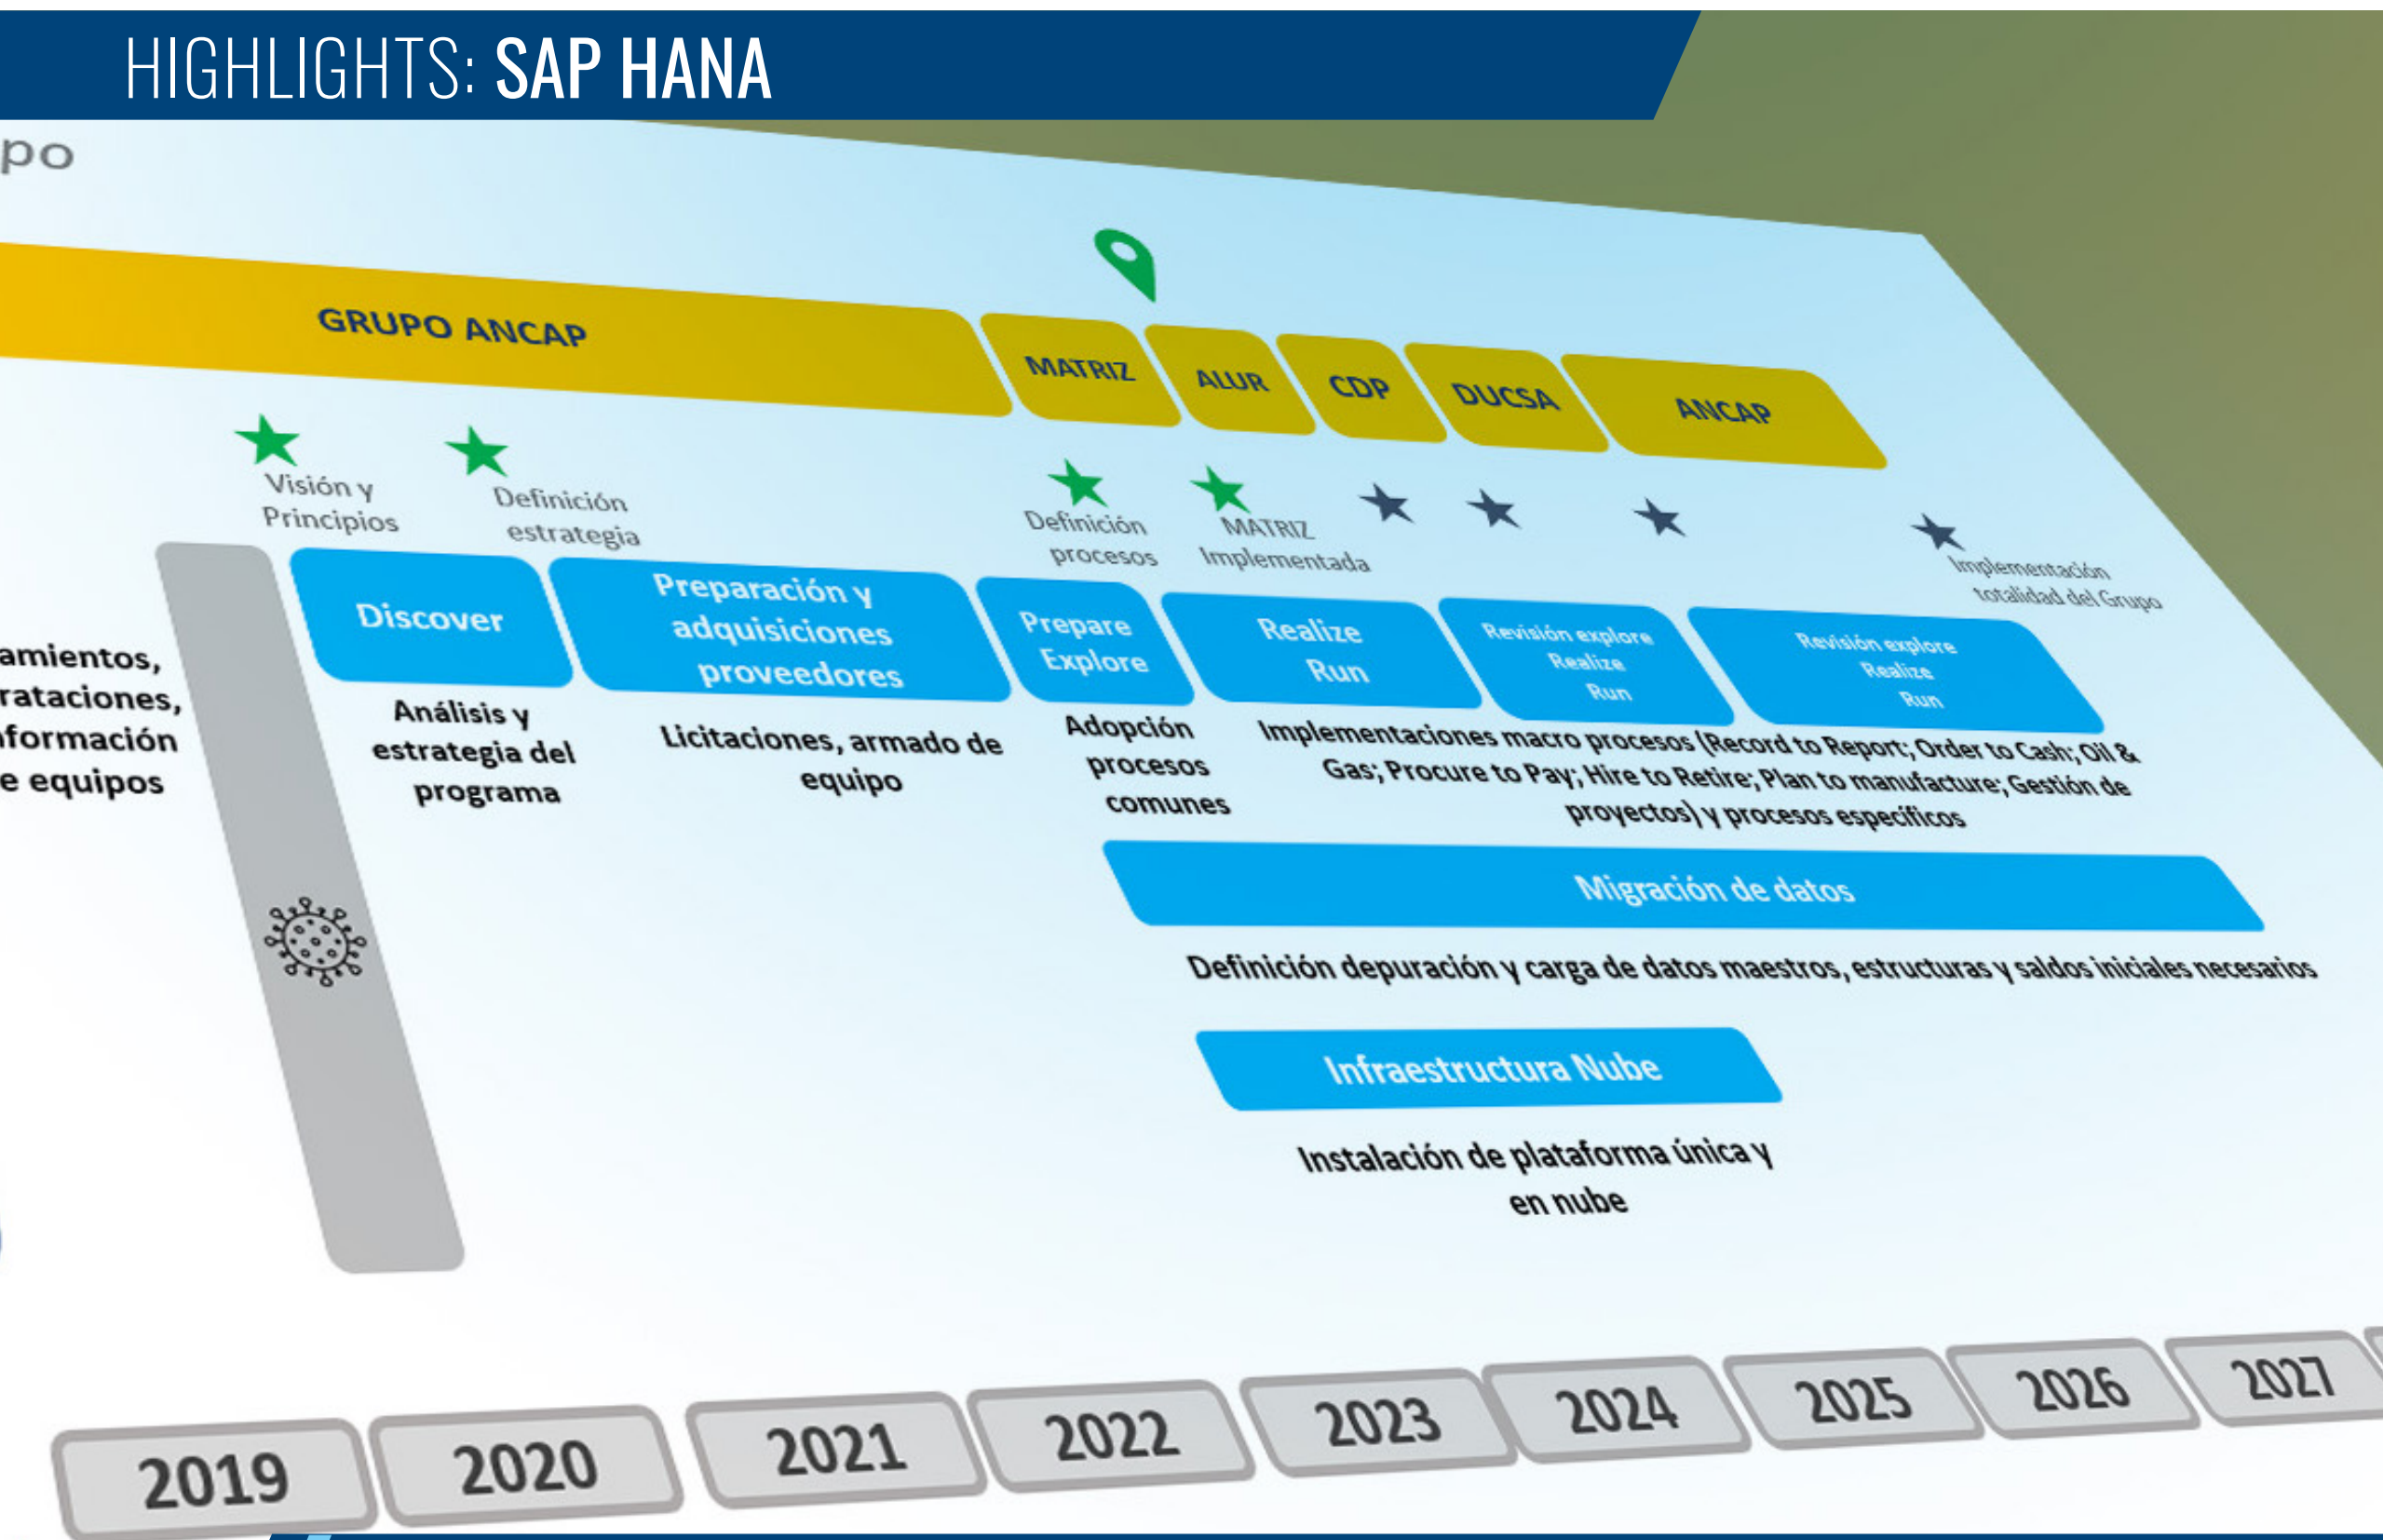 HIGHLIGHTS: SAP HANA
po
GRUPO ANCAP
MATRIZ
ALUR
CDP
DUCSA
ANCAP
Visión y
Principios
Definición
estrategia
Definición
procesos
MATRIZ
Implementada
Implementación
totalidad del Grupo
Discover
Preparación y
adquisiciones
proveedores
Prepare
Explore
Realize
Run
Revisión explore
Realize
Run
Revisión explore
Realize
Run
amientos,
rataciones,
nformación
e equipos
Análisis y
estrategia del
programa
Licitaciones, armado de
equipo
Adopción
procesos
comunes
Implementaciones macro procesos (Record to Report; Order to Cash; Oil &
Gas; Procure to Pay; Hire to Retire; Plan to manufacture; Gestión de
proyectos) y procesos específicos
Migración de datos
Definición depuración y carga de datos maestros, estructuras y saldos iniciales necesarios
Infraestructura Nube
Instalación de plataforma única y
en nube
2019
2020
2021
2022
2023
2024
2025
2026
2027